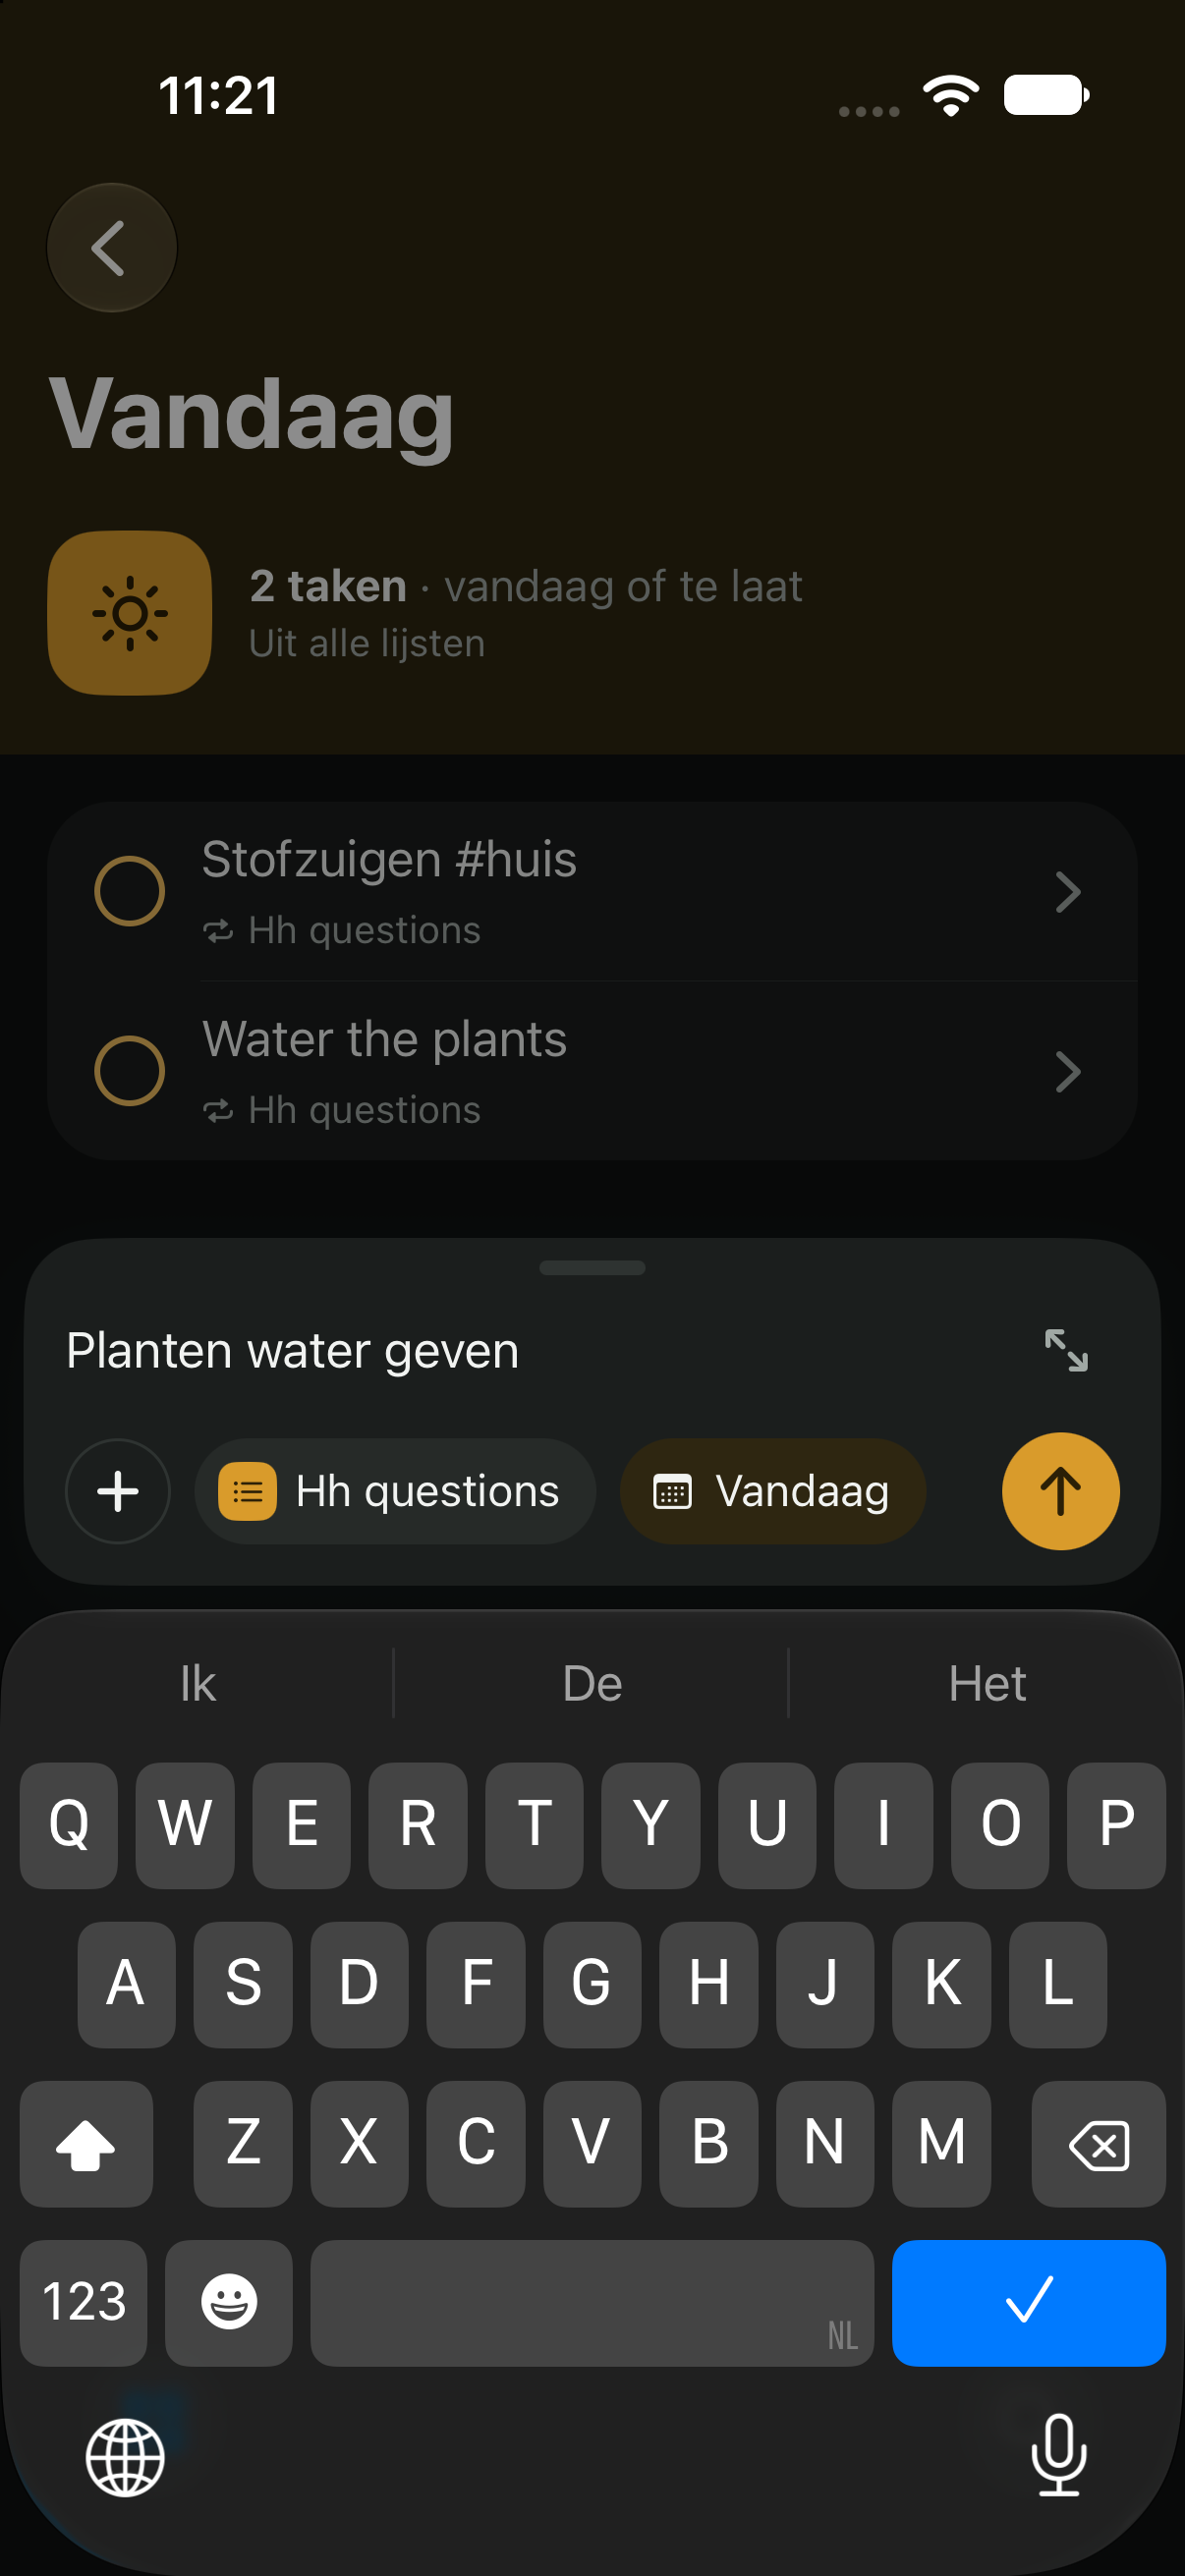 11:21
Vandaag
2 taken · vandaag of te laat
Uit alle lijsten
Stofzuigen #huis
Hh questions
Water the plants
Hh questions
Planten water geven
Hh questions
Vandaag
Ik De Het
Q W E R T Y U I O P
A S D F G H J K L
Z X C V B N M
123
NL